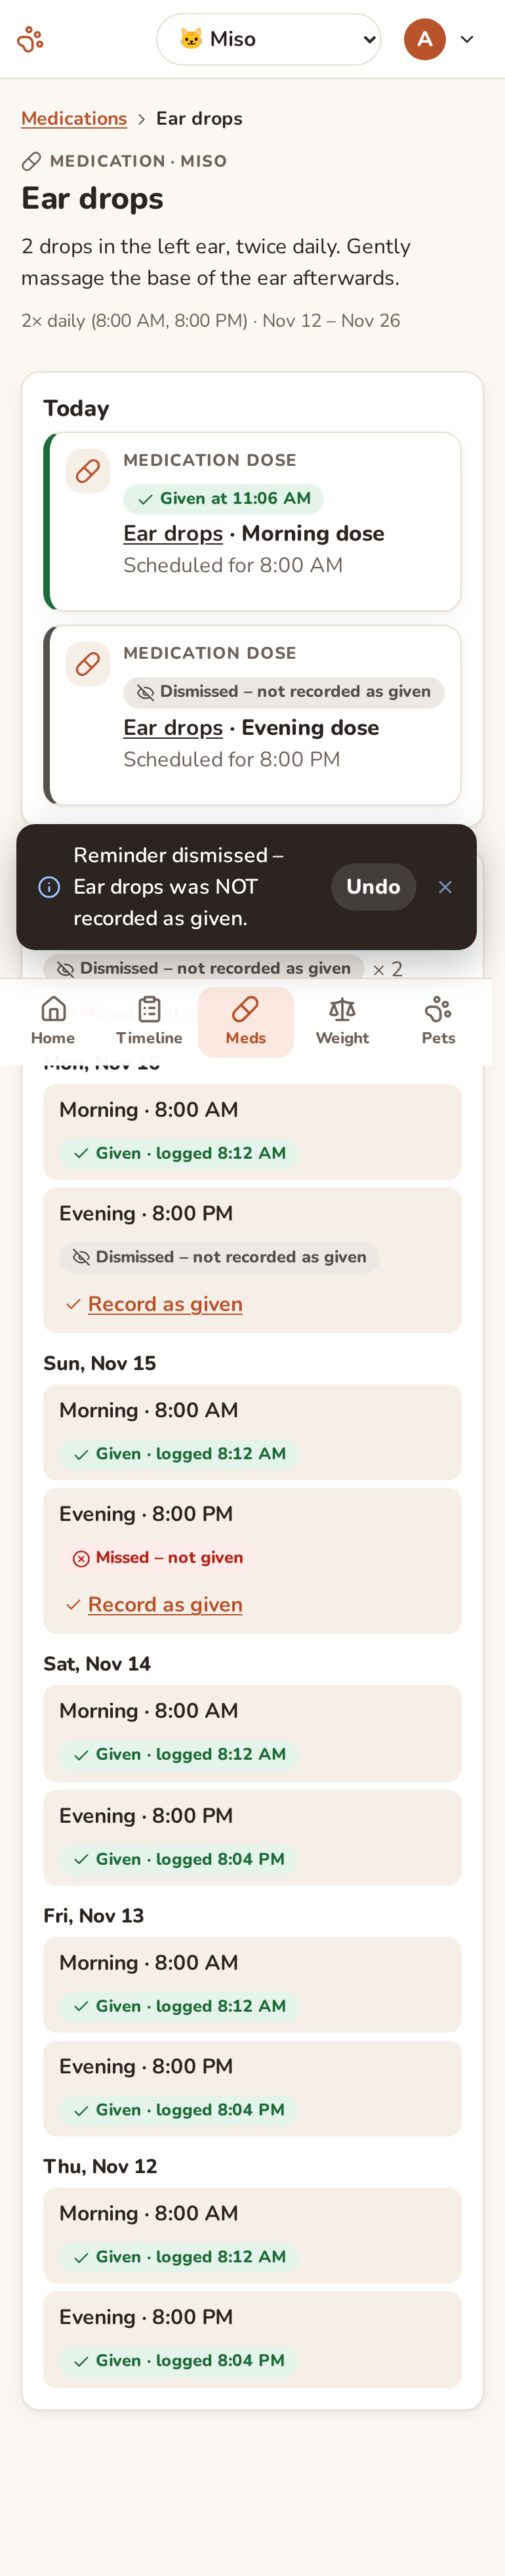 Miso
A
Medications > Ear drops
MEDICATION · MISO
Ear drops
2 drops in the left ear, twice daily. Gently
massage the base of the ear afterwards.
2× daily (8:00 AM, 8:00 PM) · Nov 12 – Nov 26
Today
MEDICATION DOSE
Given at 11:06 AM
Ear drops · Morning dose
Scheduled for 8:00 AM
MEDICATION DOSE
Dismissed – not recorded as given
Ear drops · Evening dose
Scheduled for 8:00 PM
Reminder dismissed –
Ear drops was NOT
recorded as given.
Undo
Dismissed – not recorded as given × 2
Home
Timeline
Meds
Weight
Pets
Mon, Nov 16
Morning · 8:00 AM
Given · logged 8:12 AM
Evening · 8:00 PM
Dismissed – not recorded as given
Record as given
Sun, Nov 15
Morning · 8:00 AM
Given · logged 8:12 AM
Evening · 8:00 PM
Missed – not given
Record as given
Sat, Nov 14
Morning · 8:00 AM
Given · logged 8:12 AM
Evening · 8:00 PM
Given · logged 8:04 PM
Fri, Nov 13
Morning · 8:00 AM
Given · logged 8:12 AM
Evening · 8:00 PM
Given · logged 8:04 PM
Thu, Nov 12
Morning · 8:00 AM
Given · logged 8:12 AM
Evening · 8:00 PM
Given · logged 8:04 PM